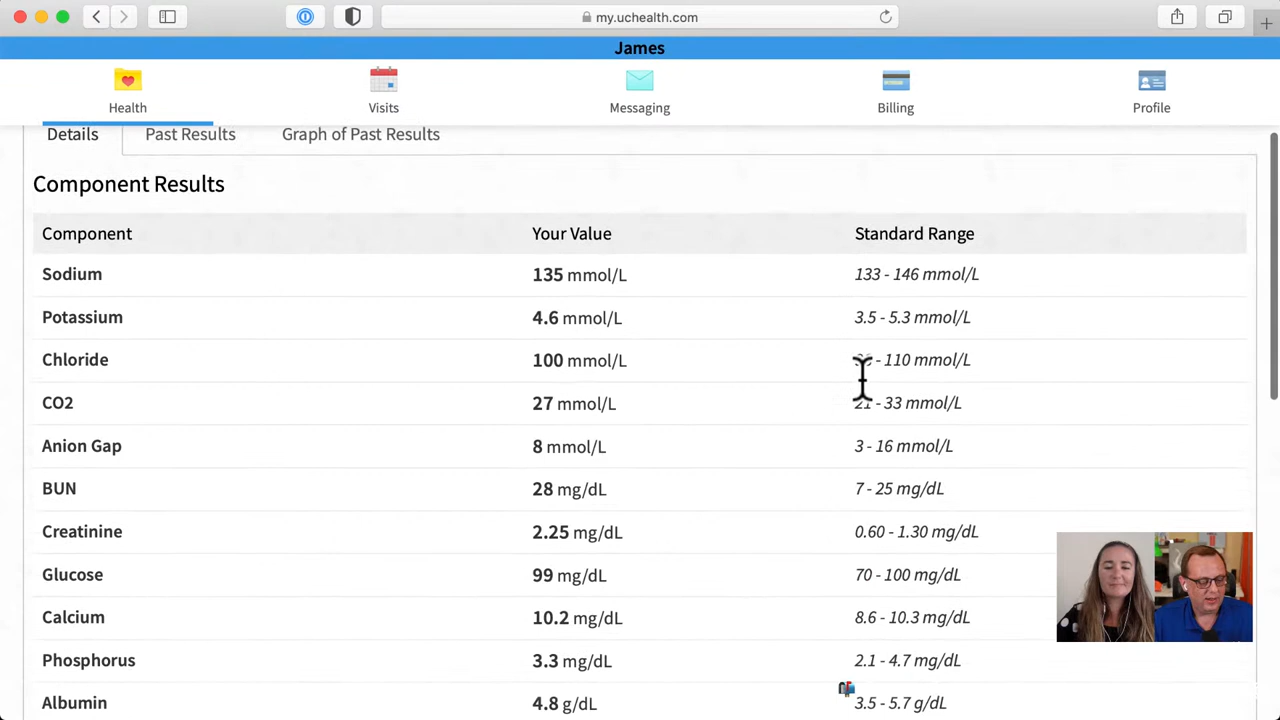 my.uchealth.com
James
Health Visits Messaging Billing Profile
Details Past Results Graph of Past Results
Component Results
Component Your Value Standard Range
Sodium 135 mmol/L 133 - 146 mmol/L
Potassium 4.6 mmol/L 3.5 - 5.3 mmol/L
Chloride 100 mmol/L - 110 mmol/L
CO2 27 mmol/L 21 - 33 mmol/L
Anion Gap 8 mmol/L 3 - 16 mmol/L
BUN 28 mg/dL 7 - 25 mg/dL
Creatinine 2.25 mg/dL 0.60 - 1.30 mg/dL
Glucose 99 mg/dL 70 - 100 mg/dL
Calcium 10.2 mg/dL 8.6 - 10.3 mg/dL
Phosphorus 3.3 mg/dL 2.1 - 4.7 mg/dL
Albumin 4.8 g/dL 3.5 - 5.7 g/dL